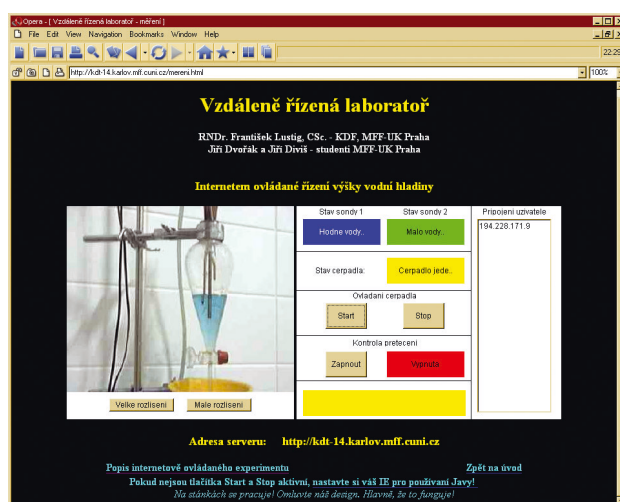 Opera - [ Vzdáleně řízená laboratoř - měření ]
File Edit View Navigation Bookmarks Window Help
22:29
http://kdt-14.karlov.mff.cuni.cz/mereni.html
100%
Vzdáleně řízená laboratoř
RNDr. František Lustig, CSc. - KDF, MFF-UK Praha
Jiří Dvořák a Jiří Diviš - studenti MFF-UK Praha
Internetem ovládané řízení výšky vodní hladiny
Stav sondy 1 Stav sondy 2 Pripojeni uzivatele
Hodne vody.. Malo vody.. 194.228.171.9
Stav cerpadla: Cerpadlo jede..
Ovladani cerpadla
Start Stop
Kontrola preteceni
Zapnout Vypnuta
Velke rozliseni Male rozliseni
Adresa serveru: http://kdt-14.karlov.mff.cuni.cz
Popis internetově ovládaného experimentu Zpět na úvod
Pokud nejsou tlačítka Start a Stop aktivní, nastavte si váš IE pro používaní Javy!
Na stánkách se pracuje! Omluvte náš design. Hlavně, že to funguje!